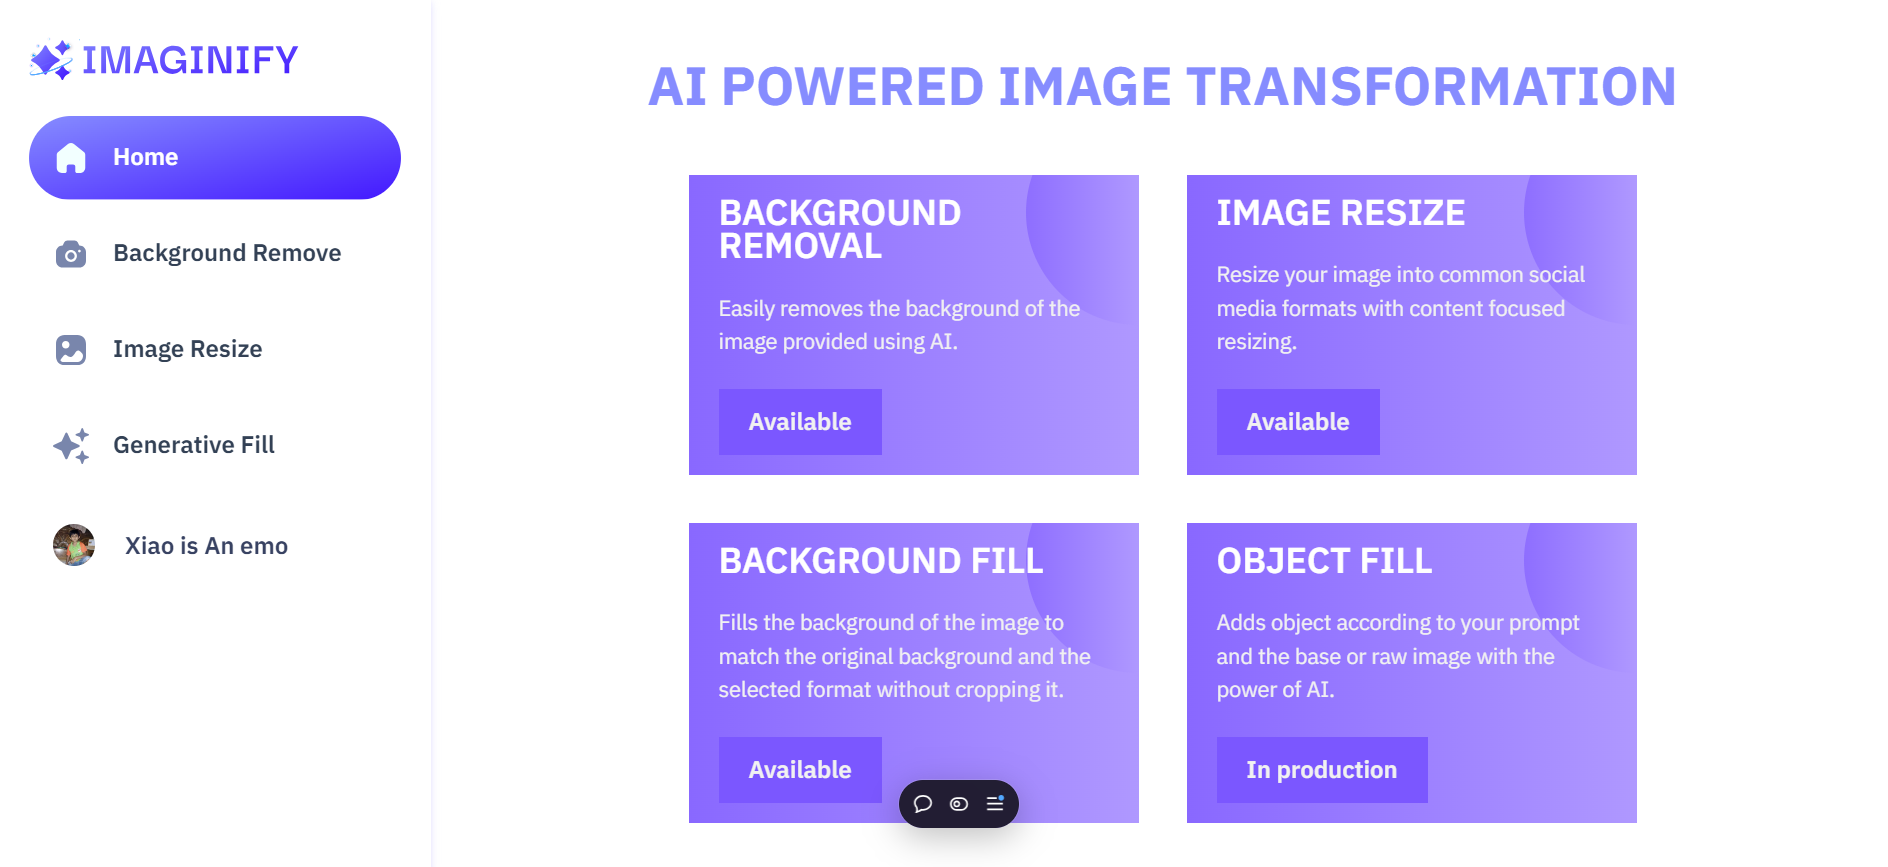 IMAGINIFY
Home
Background Remove
Image Resize
Generative Fill
Xiao is An emo
AI POWERED IMAGE TRANSFORMATION
BACKGROUND
REMOVAL
Easily removes the background of the
image provided using AI.
Available
IMAGE RESIZE
Resize your image into common social
media formats with content focused
resizing.
Available
BACKGROUND FILL
Fills the background of the image to
match the original background and the
selected format without cropping it.
Available
OBJECT FILL
Adds object according to your prompt
and the base or raw image with the
power of AI.
In production